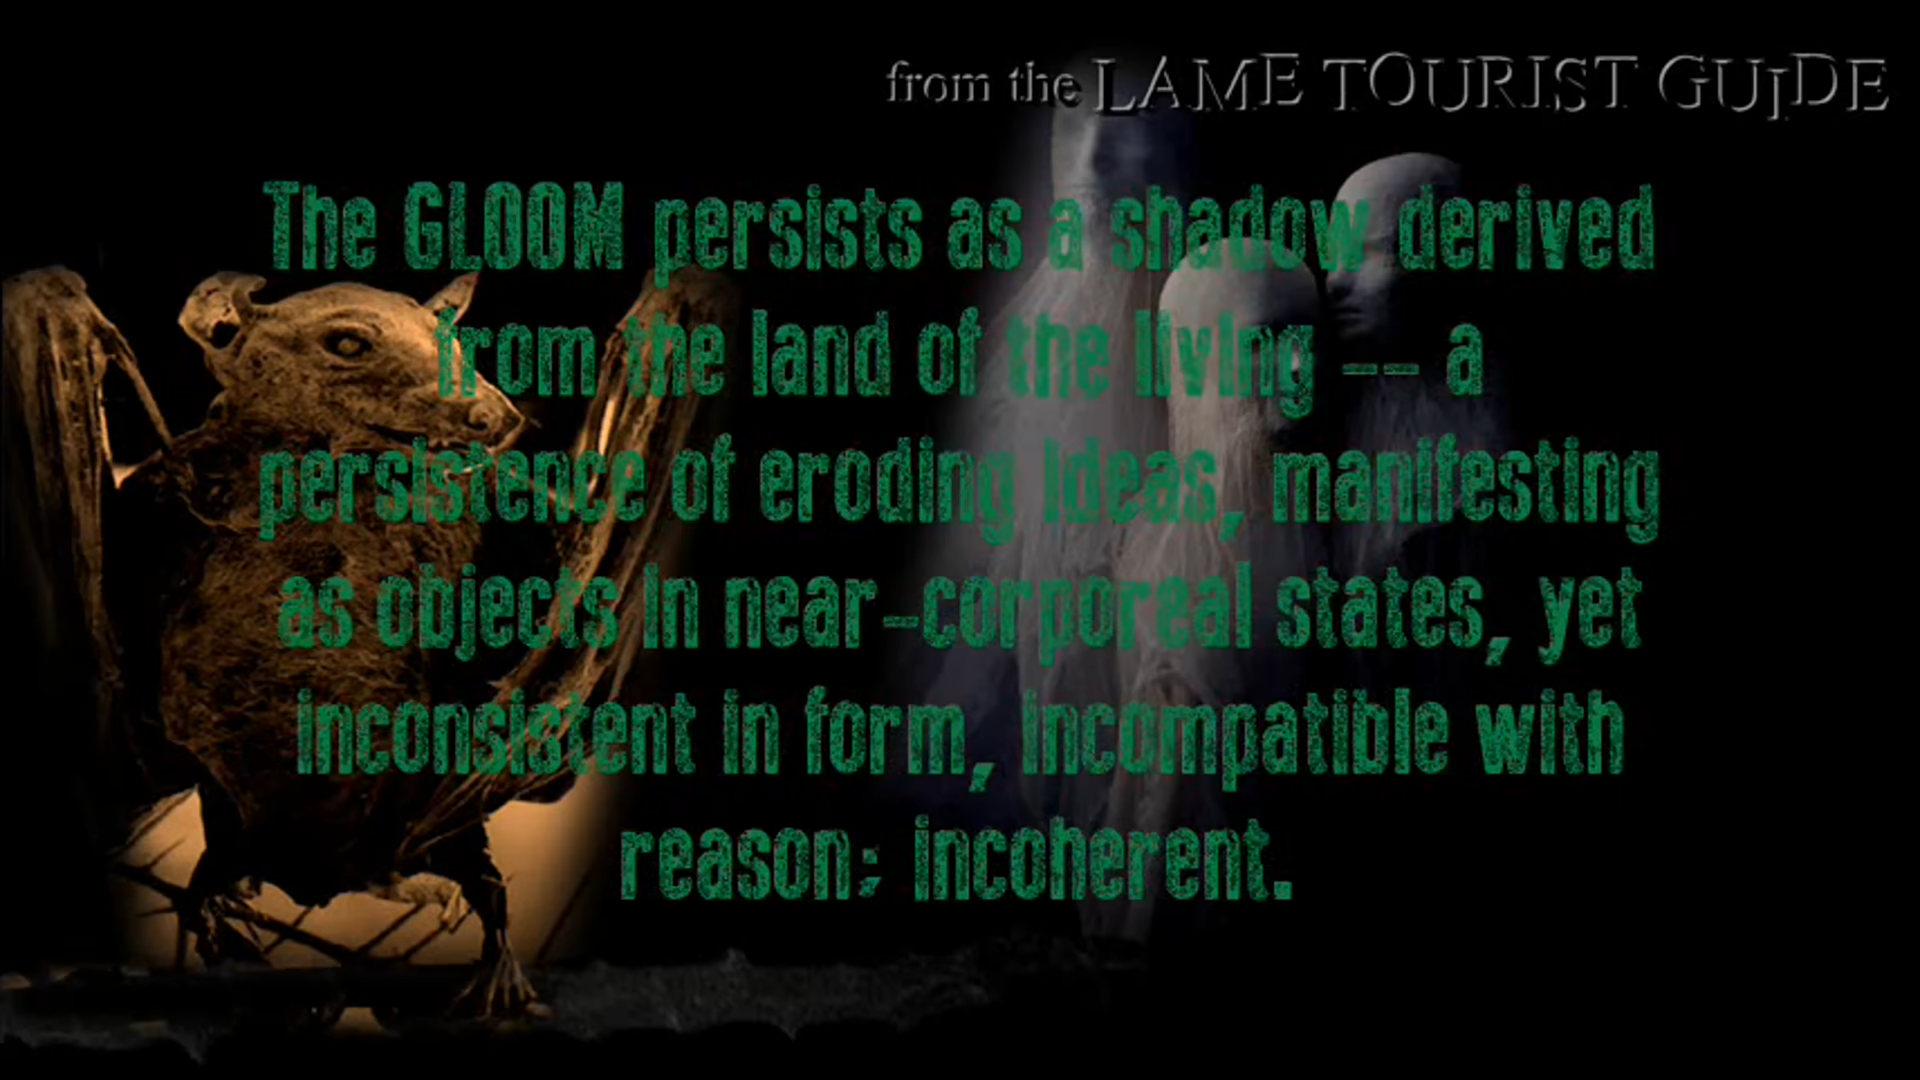 from the LAME TOURIST GUIDE
The GLOOM persists as a shadow derived
from the land of the living -- a
persistence of eroding ideas, manifesting
as objects in near-corporeal states, yet
inconsistent in form, incompatible with
reason; incoherent.